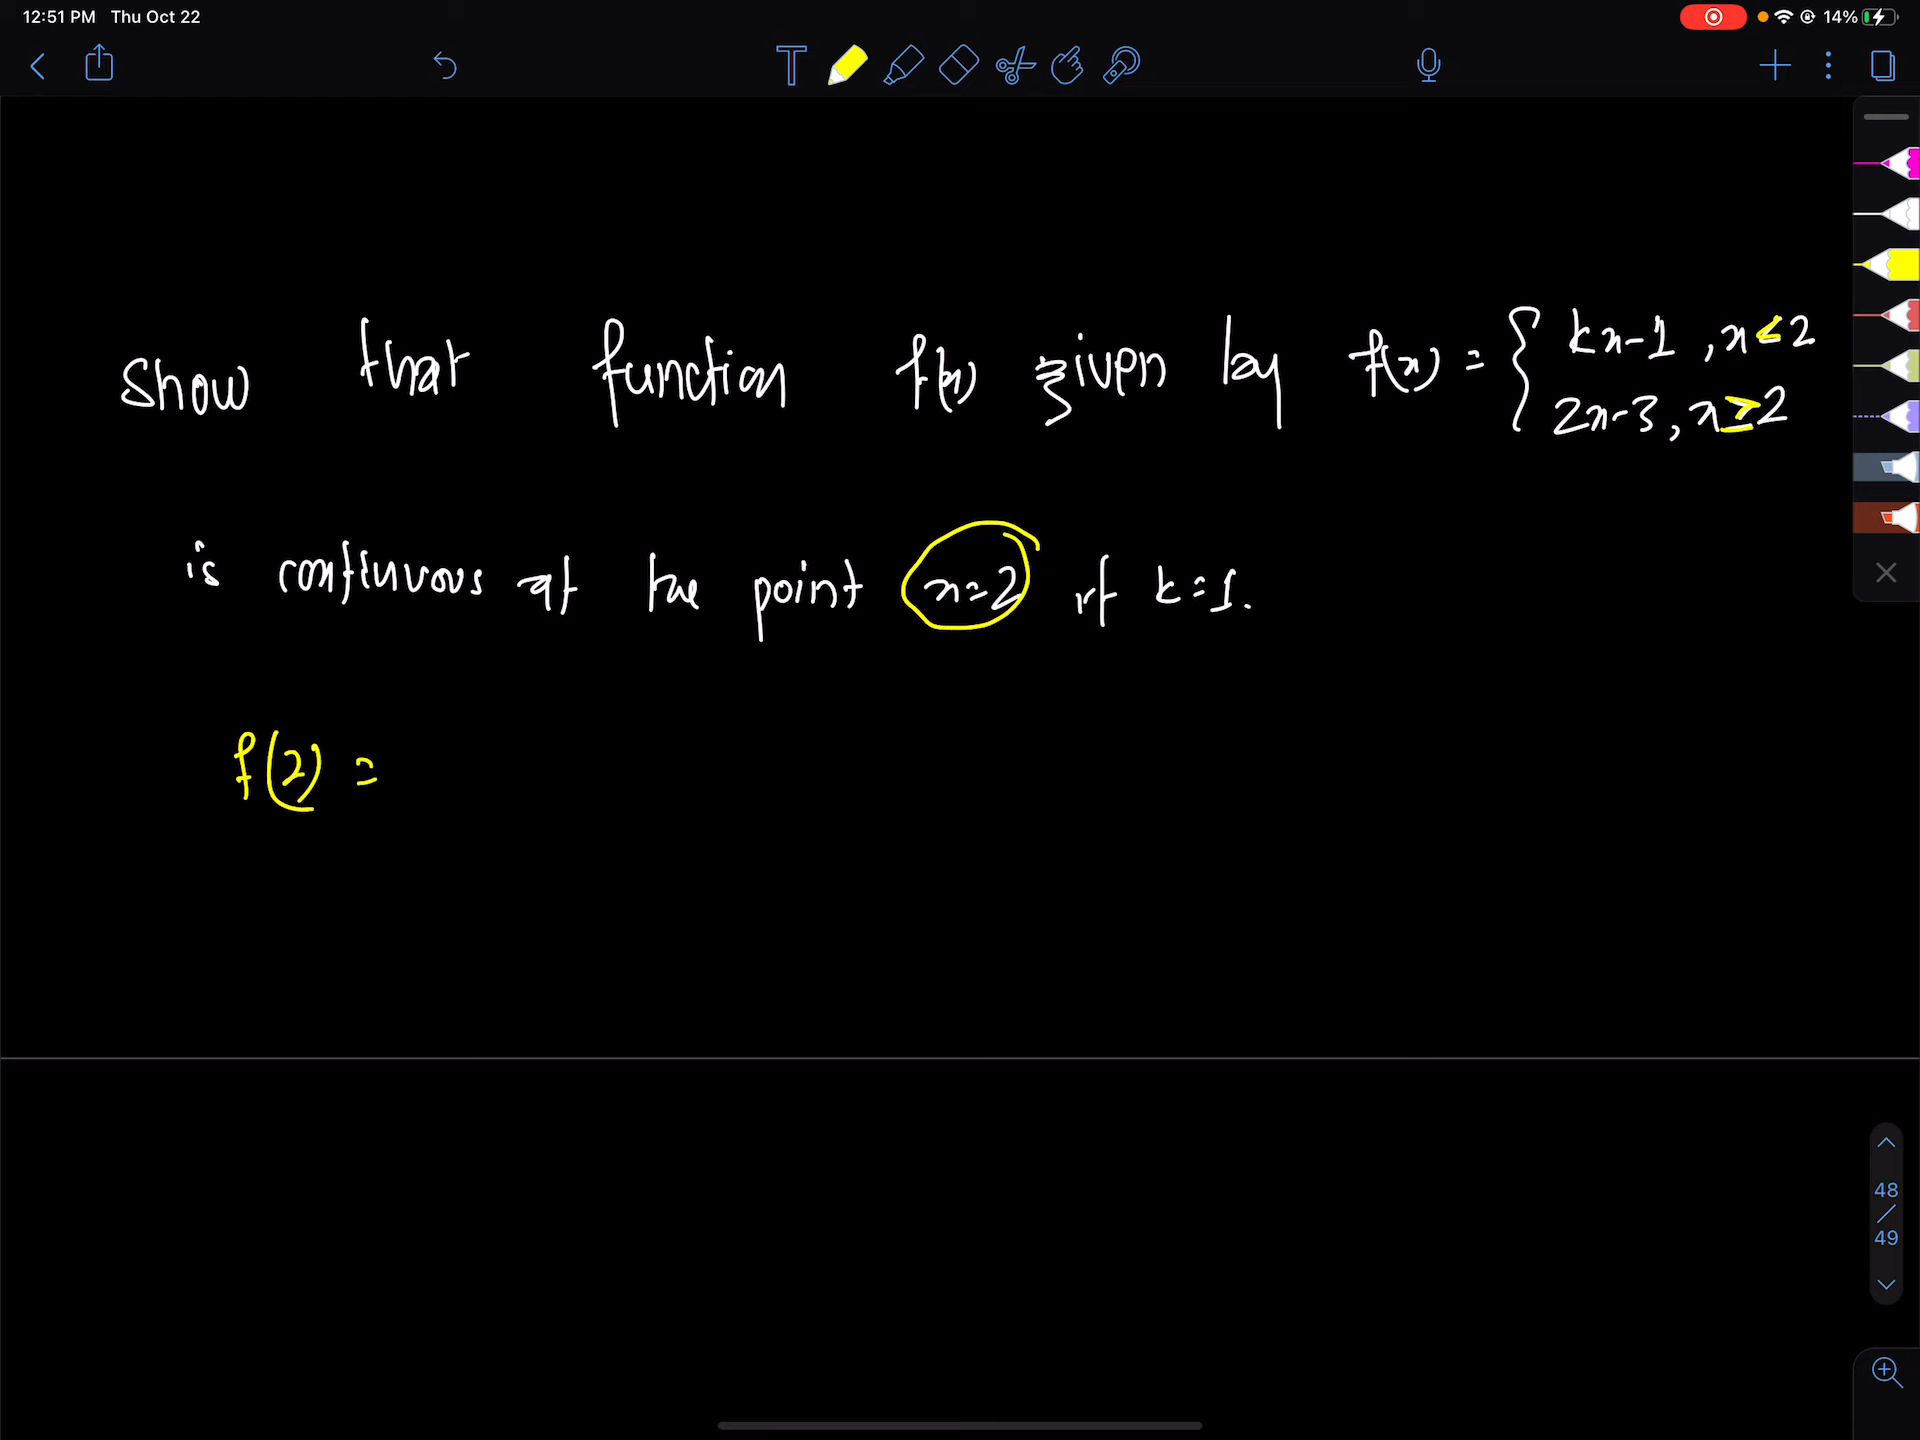 12:51 PM Thu Oct 22
14%
T
Show that function f(x) given by f(x) = { kx-1 , x<2
2x-3, x≥2
is continuous at the point x=2 if k=1.
f(2) =
48
/
49